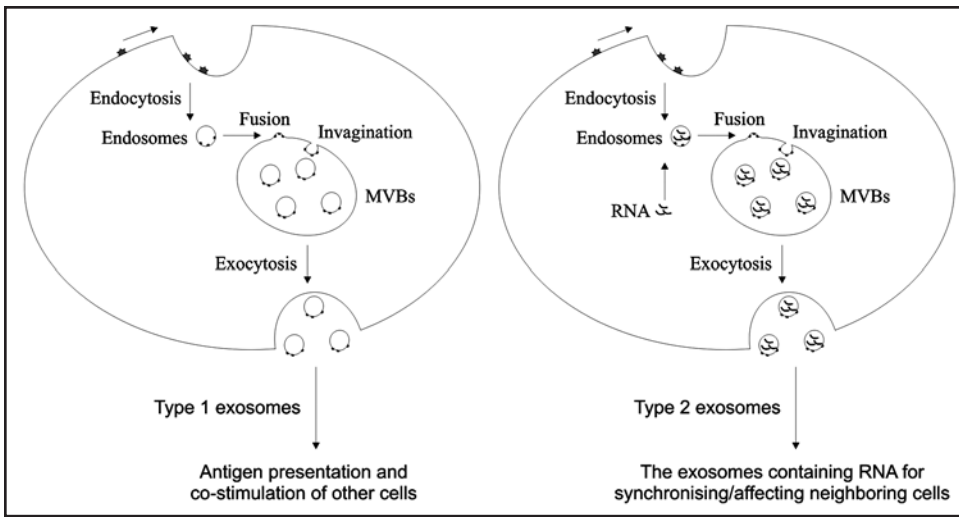 Endocytosis
Endosomes
Fusion
Invagination
MVBs
Exocytosis
Type 1 exosomes
Antigen presentation and
co-stimulation of other cells
Endocytosis
Endosomes
Fusion
Invagination
RNA
MVBs
Exocytosis
Type 2 exosomes
The exosomes containing RNA for
synchronising/affecting neighboring cells